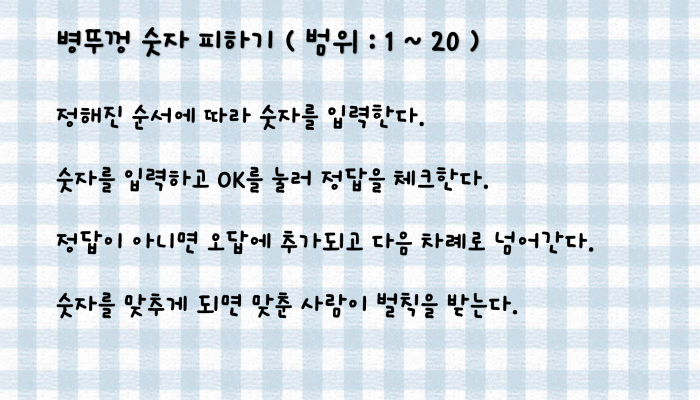 병뚜껑 숫자 피하기 ( 범위 : 1 ~ 20 )
정해진 순서에 따라 숫자를 입력한다.
숫자를 입력하고 OK를 눌러 정답을 체크한다.
정답이 아니면 오답에 추가되고 다음 차례로 넘어간다.
숫자를 맞추게 되면 맞춘 사람이 벌칙을 받는다.